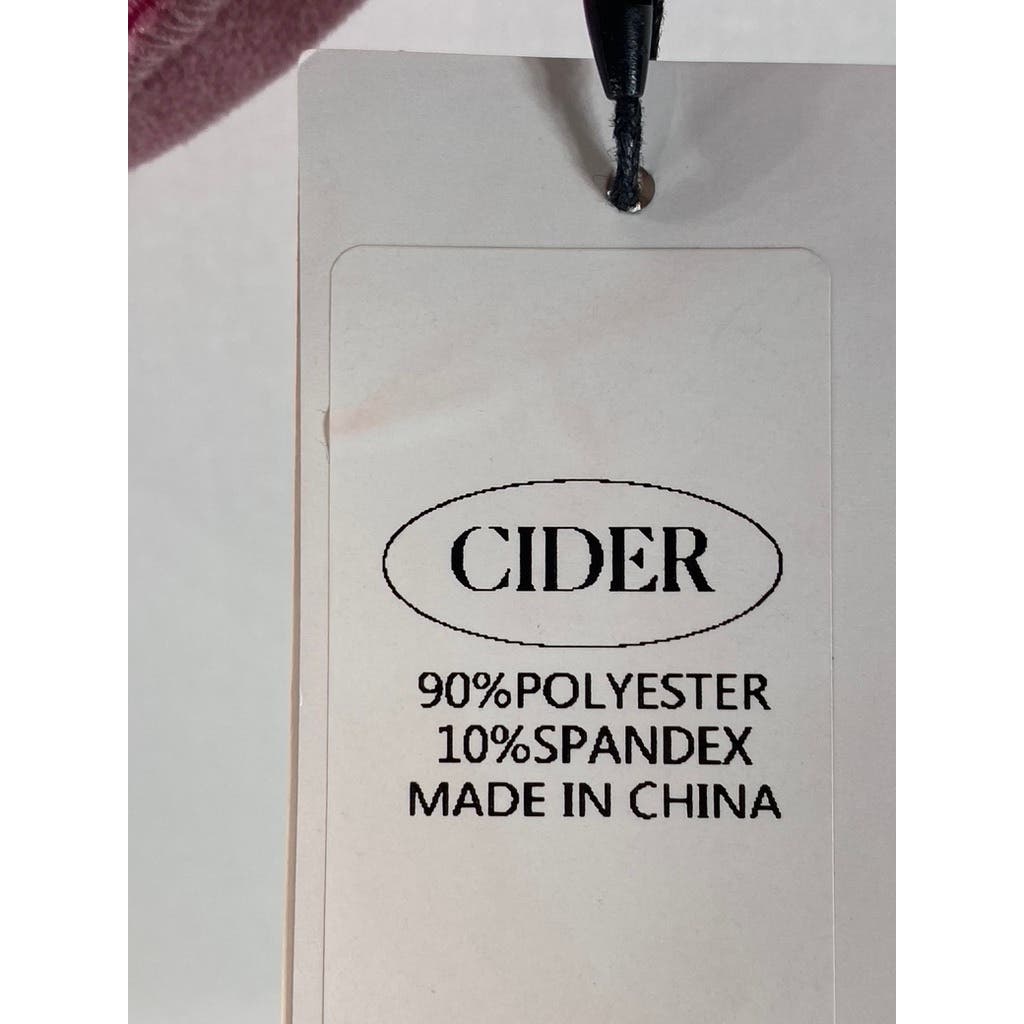 CIDER
90%POLYESTER
10%SPANDEX
MADE IN CHINA